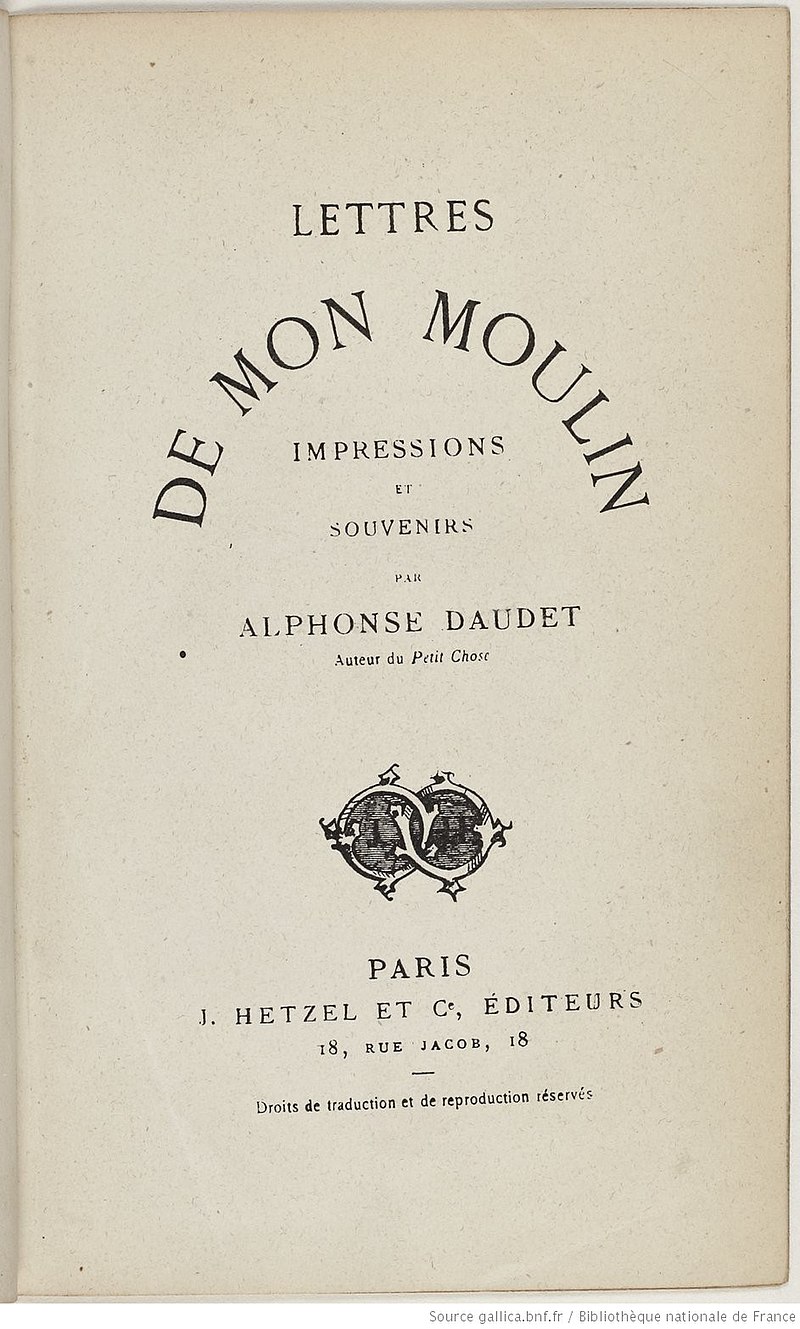 LETTRES
DE MON MOULIN
IMPRESSIONS
ET
SOUVENIRS
PAR
ALPHONSE DAUDET
Auteur du Petit Chose
PARIS
J. HETZEL ET Cᵉ, ÉDITEURS
18, RUE JACOB, 18
Droits de traduction et de reproduction réservés
Source gallica.bnf.fr / Bibliothèque nationale de France